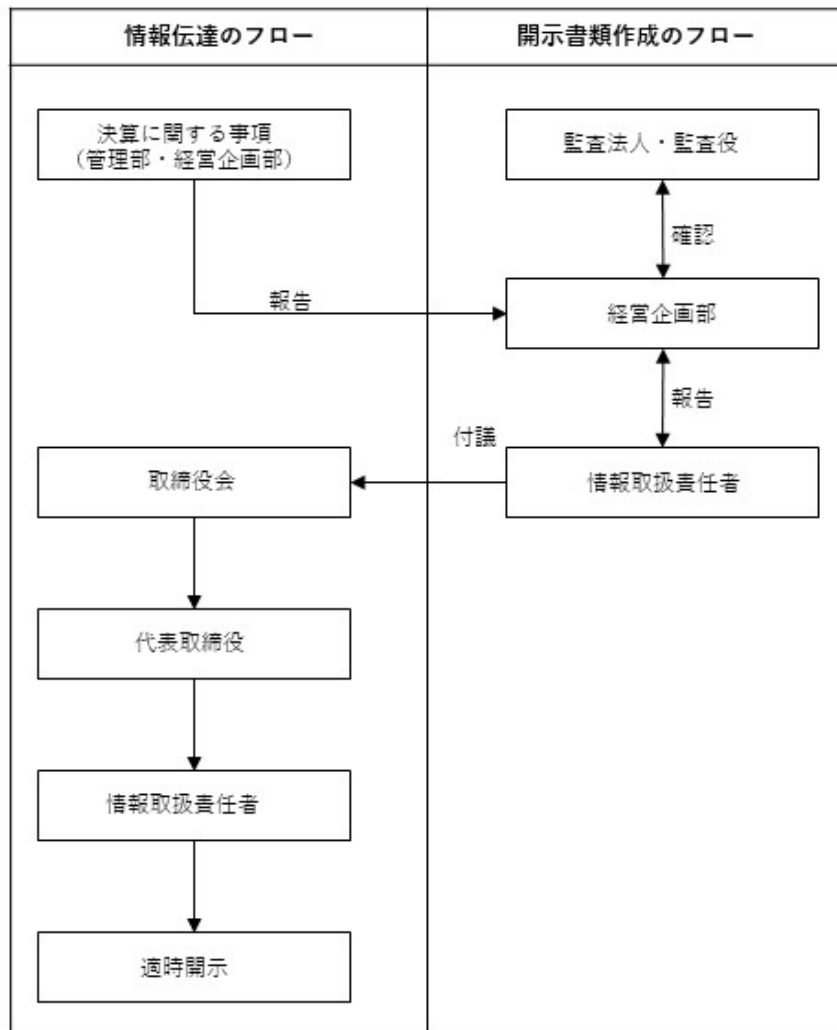 情報伝達のフロー
開示書類作成のフロー
決算に関する事項
（管理部・経営企画部）
監査法人・監査役
確認
報告
経営企画部
報告
付議
取締役会
情報取扱責任者
代表取締役
情報取扱責任者
適時開示